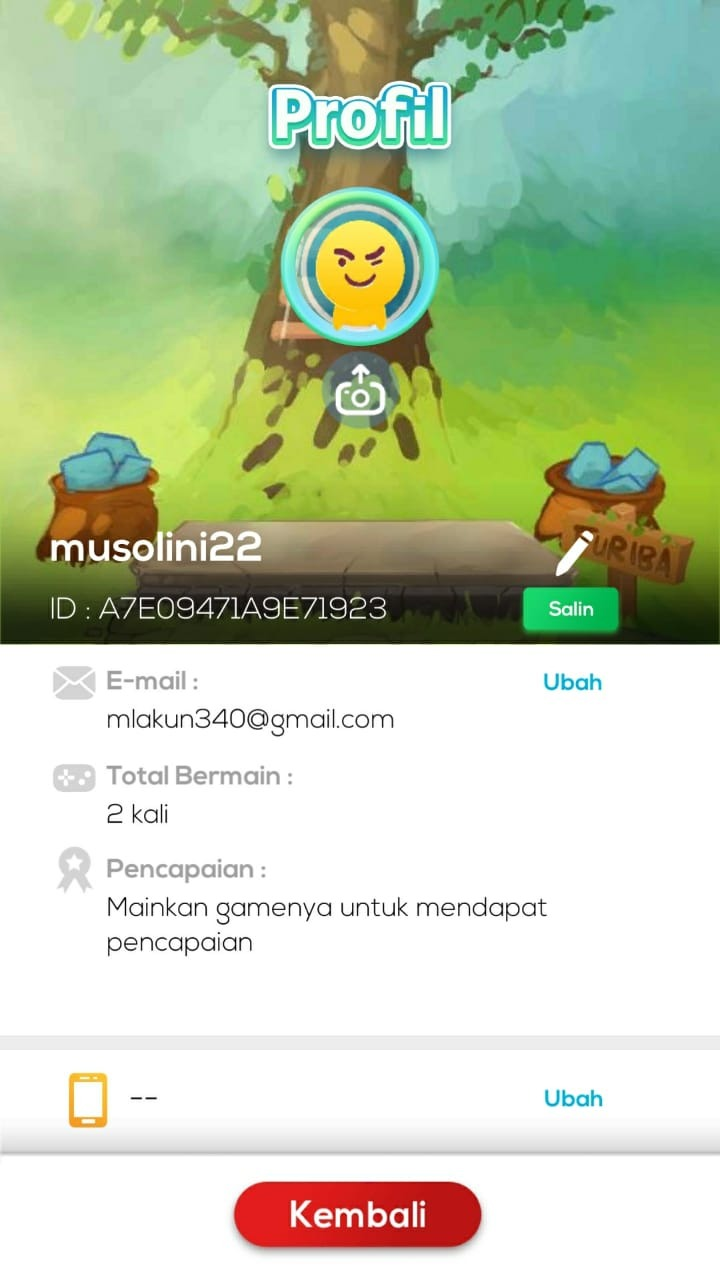 Profil
musolini22
URIBA
ID : A7E09471A9E71923
Salin
E-mail :
Ubah
mlakun340@gmail.com
Total Bermain :
2 kali
Pencapaian :
Mainkan gamenya untuk mendapat
pencapaian
--
Ubah
Kembali